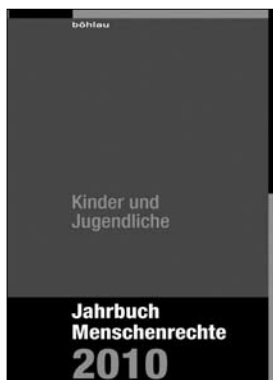 böhlau
Kinder und
Jugendliche
Jahrbuch
Menschenrechte
2010